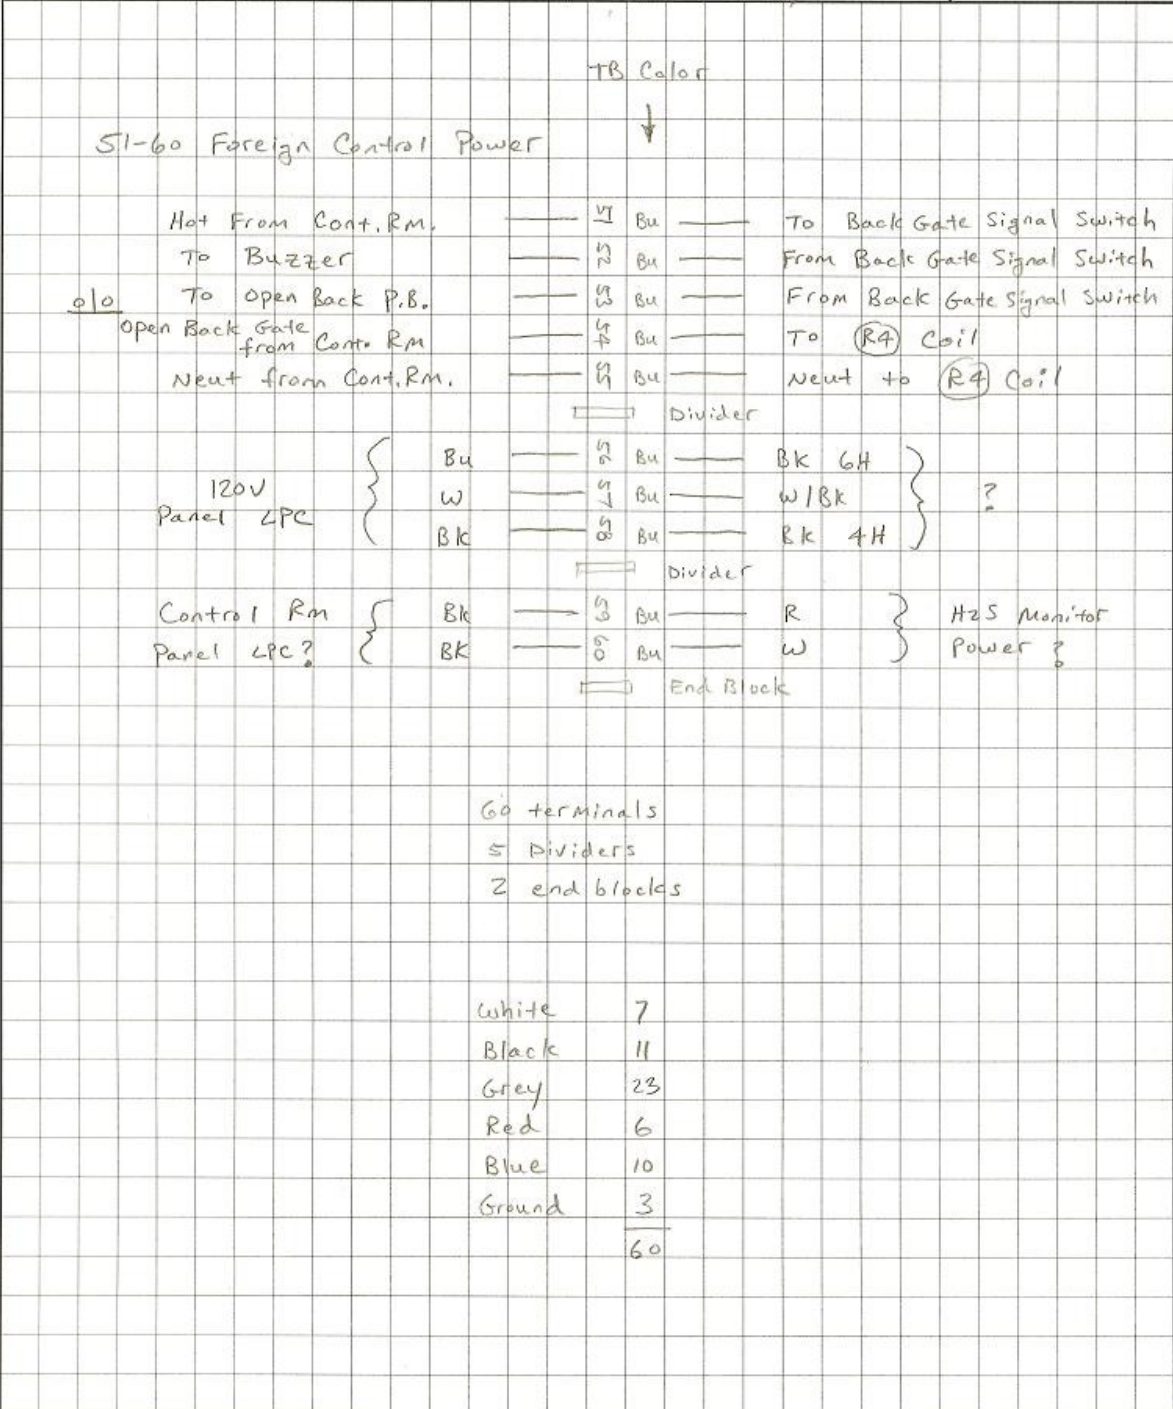 TB Color
51-60 Foreign Control Power
Hot From Cont. Rm. 51 Bu To Back Gate Signal Switch
To Buzzer 52 Bu From Back Gate Signal Switch
To Open Back P.B. 53 Bu From Back Gate Signal Switch
Open Back Gate
from Cont. Rm 54 Bu To R4 Coil
Neut from Cont. Rm. 55 Bu Neut to R4 Coil
Divider
Bu 56 Bu BK 6H
120V
Panel LPC
W 57 Bu W/BK ?
BK 58 Bu BK 4H
Divider
Control Rm BK 59 Bu R H2S Monitor
Panel LPC? BK 60 Bu W Power ?
End Block
60 terminals
5 Dividers
2 end blocks
White 7
Black 11
Grey 23
Red 6
Blue 10
Ground 3
60